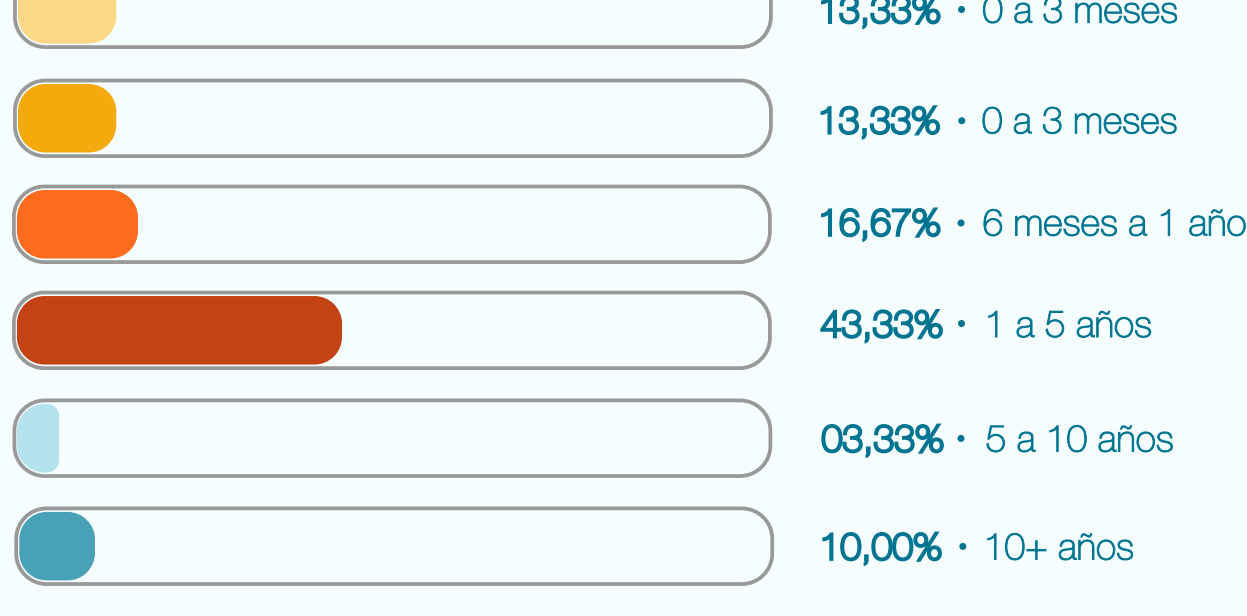 13,33% • 0 a 3 meses
13,33% • 0 a 3 meses
16,67% • 6 meses a 1 año
43,33% • 1 a 5 años
03,33% • 5 a 10 años
10,00% • 10+ años